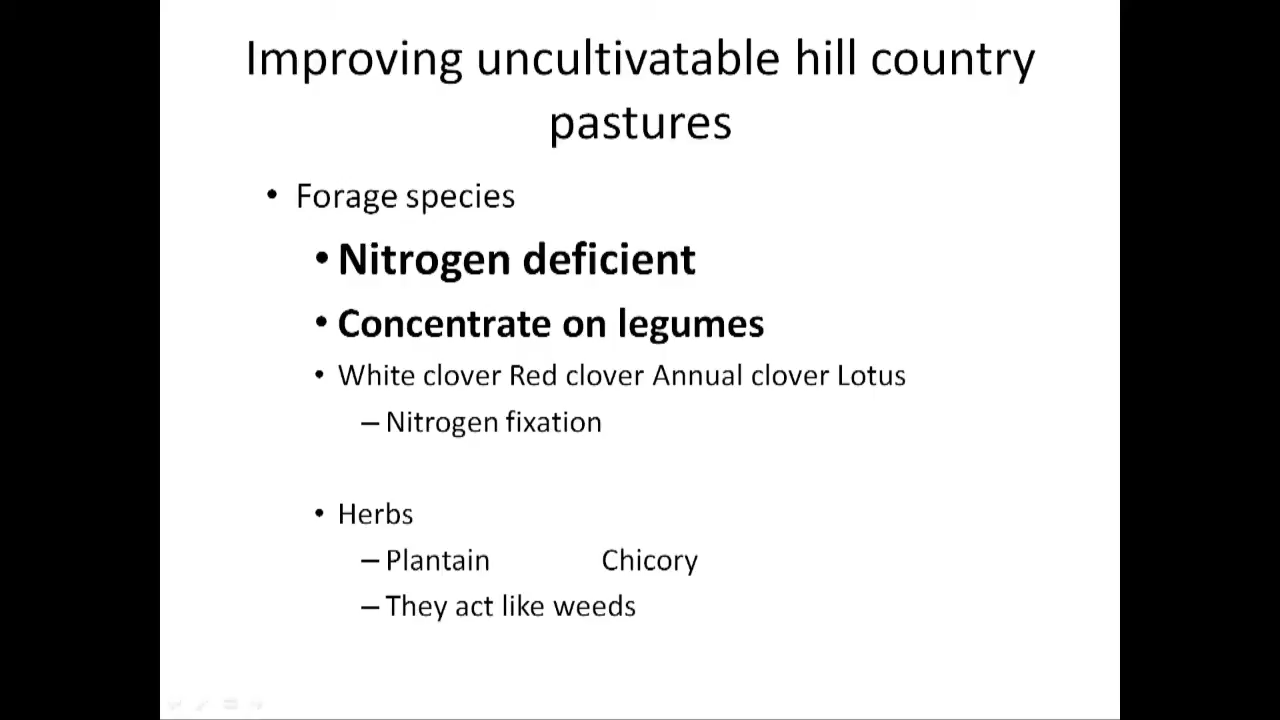 Improving uncultivatable hill country
pastures
• Forage species
• Nitrogen deficient
• Concentrate on legumes
• White clover Red clover Annual clover Lotus
– Nitrogen fixation
• Herbs
– Plantain Chicory
– They act like weeds